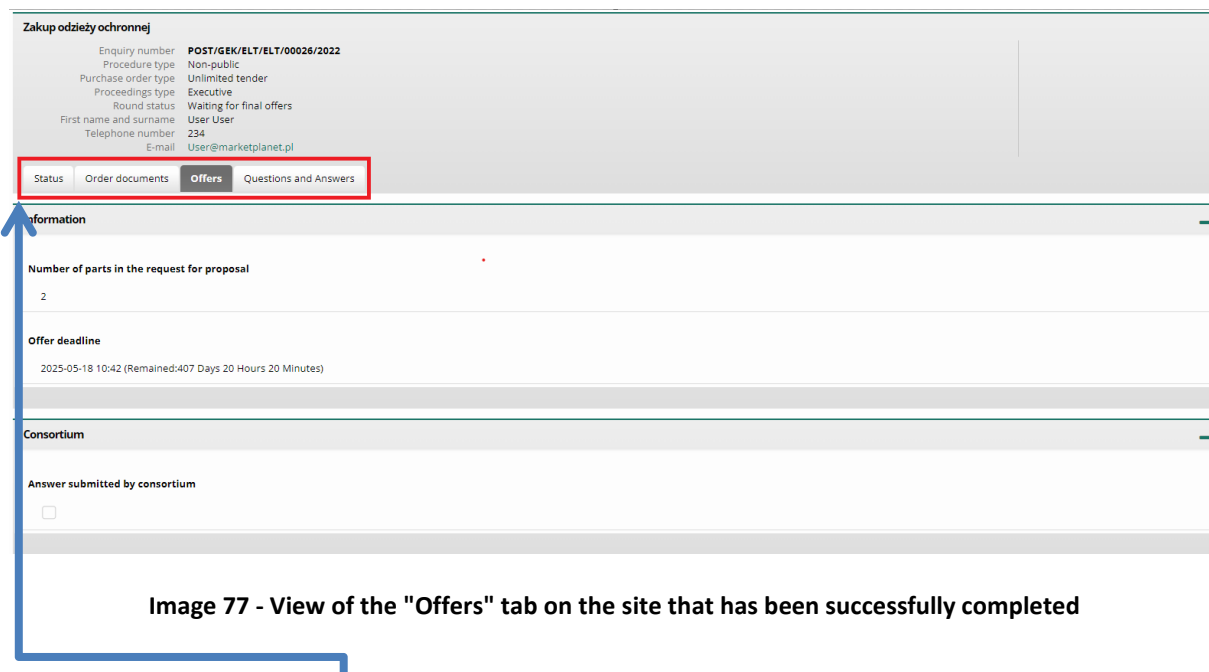 Zakup odzieży ochronnej
Enquiry number POST/GEK/ELT/ELT/00026/2022
Procedure type Non-public
Purchase order type Unlimited tender
Proceedings type Executive
Round status Waiting for final offers
First name and surname User User
Telephone number 234
E-mail User@marketplanet.pl
Status Order documents Offers Questions and Answers
Information
Number of parts in the request for proposal
2
Offer deadline
2025-05-18 10:42 (Remained:407 Days 20 Hours 20 Minutes)
Consortium
Answer submitted by consortium
Image 77 - View of the "Offers" tab on the site that has been successfully completed